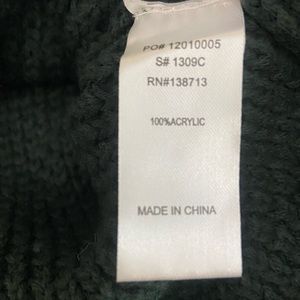 PO# 12010005
S# 1309C
RN#138713
100%ACRYLIC
MADE IN CHINA